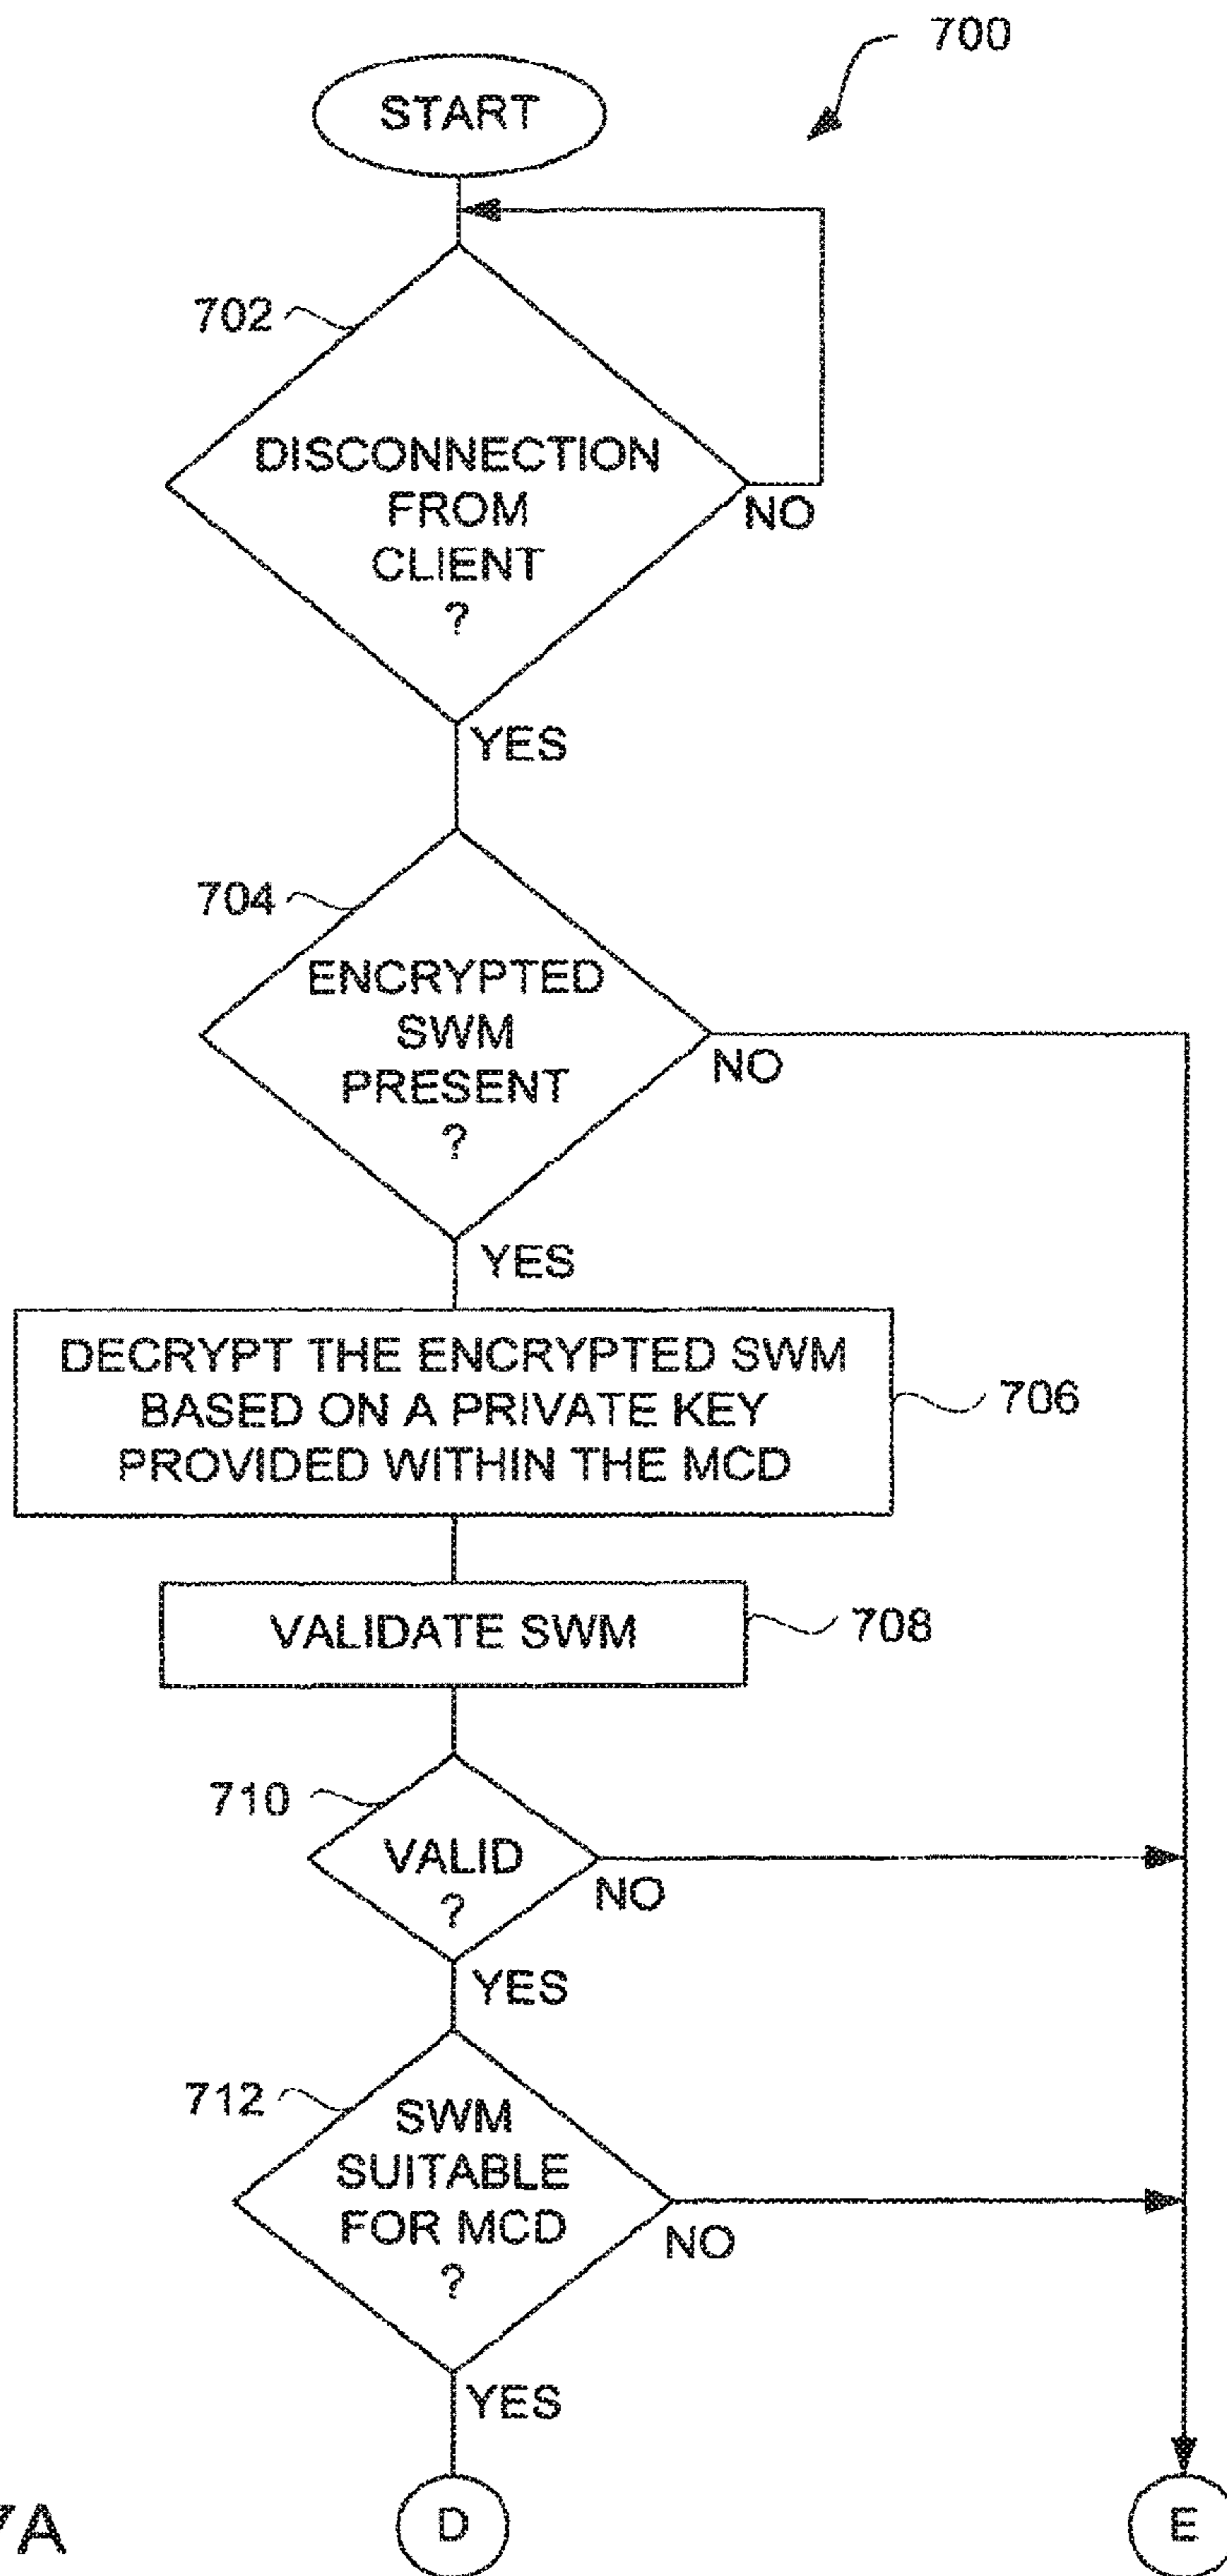 700
START
702
DISCONNECTION
FROM
CLIENT
?
NO
YES
704
ENCRYPTED
SWM
PRESENT
?
NO
YES
DECRYPT THE ENCRYPTED SWM
BASED ON A PRIVATE KEY
PROVIDED WITHIN THE MCD
706
VALIDATE SWM
708
710
VALID
?
NO
YES
712
SWM
SUITABLE
FOR MCD
?
NO
YES
7A
D
E